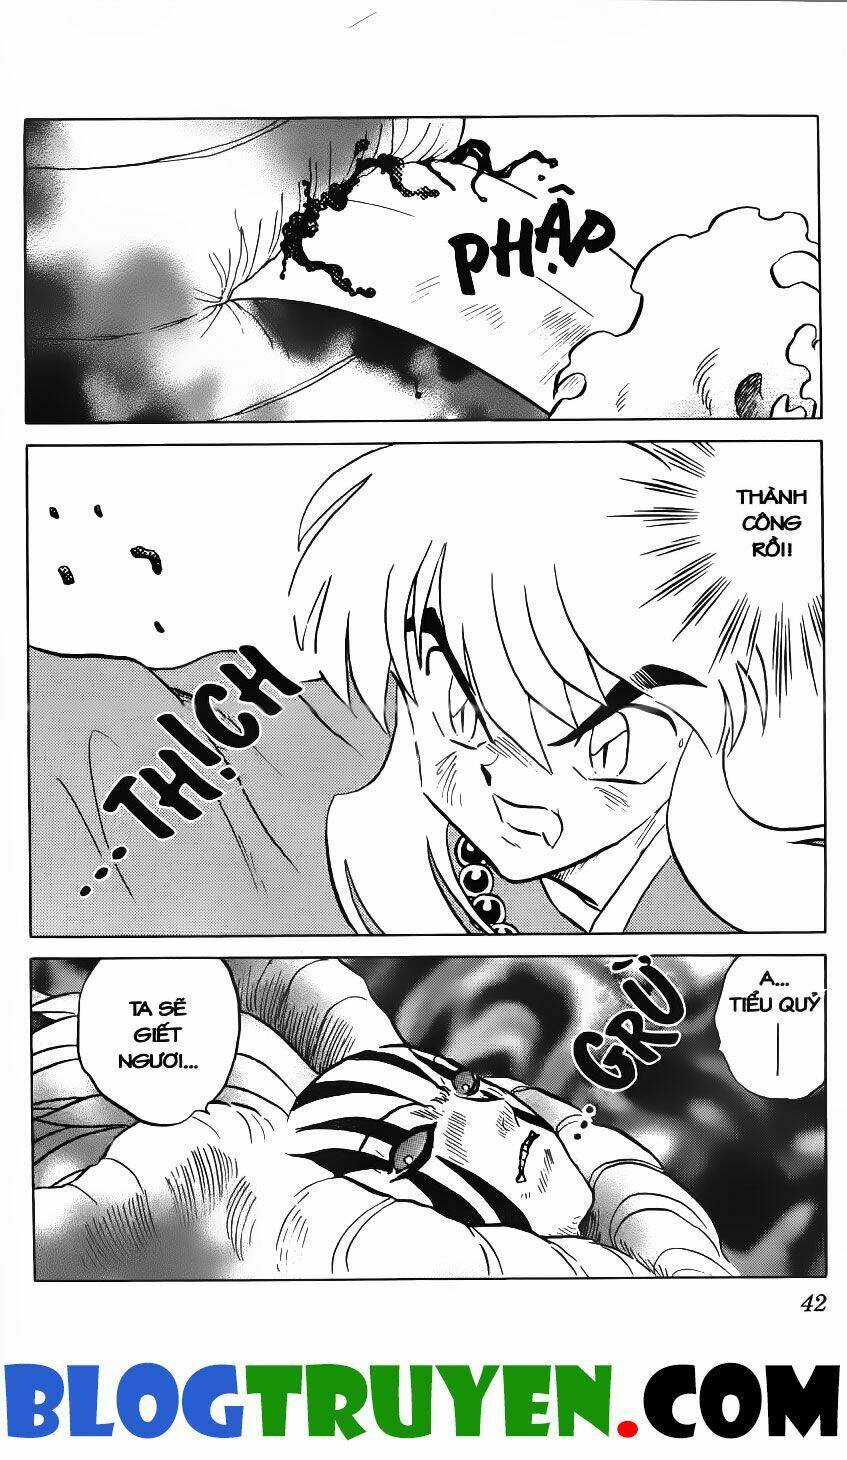 PHẬP
THÀNH
CÔNG
RỒI!
...THỊCH
A...
TIỂU QUỶ
TA SẼ
GIẾT
NGƯƠI...
GRỪ...
42
BLOGTRUYEN.COM